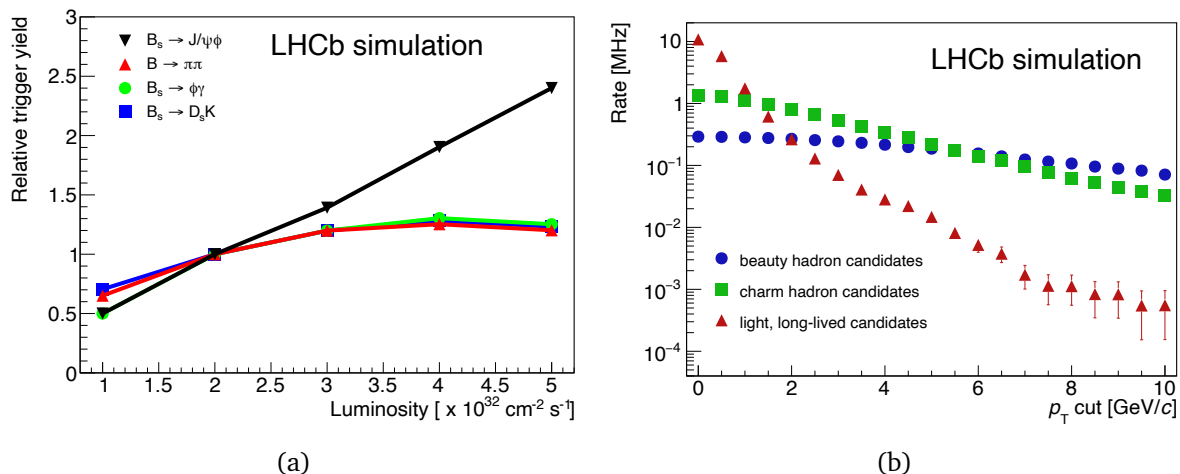 Relative trigger yield
3
2.5
2
1.5
1
0.5
0
LHCb simulation
Bₛ → J/ψϕ
B → ππ
Bₛ → ϕγ
Bₛ → DₛK
1 1.5 2 2.5 3 3.5 4 4.5 5
Luminosity [ x 10³² cm⁻² s⁻¹]
(a)
Rate [MHz]
10
1
10⁻¹
10⁻²
10⁻³
10⁻⁴
LHCb simulation
beauty hadron candidates
charm hadron candidates
light, long-lived candidates
0 2 4 6 8 10
p_T cut [GeV/c]
(b)